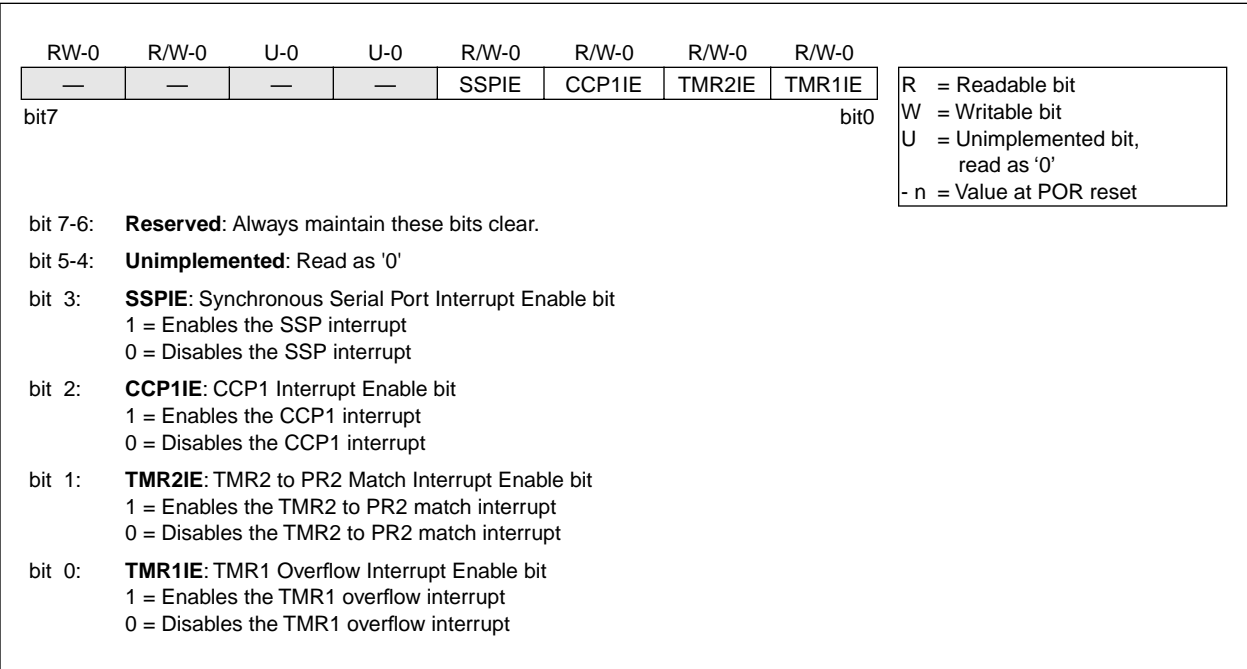 RW-0 R/W-0 U-0 U-0 R/W-0 R/W-0 R/W-0 R/W-0
— — — — SSPIE CCP1IE TMR2IE TMR1IE
bit7 bit0
R = Readable bit
W = Writable bit
U = Unimplemented bit,
read as ‘0’
- n = Value at POR reset
bit 7-6: Reserved: Always maintain these bits clear.
bit 5-4: Unimplemented: Read as '0'
bit 3: SSPIE: Synchronous Serial Port Interrupt Enable bit
1 = Enables the SSP interrupt
0 = Disables the SSP interrupt
bit 2: CCP1IE: CCP1 Interrupt Enable bit
1 = Enables the CCP1 interrupt
0 = Disables the CCP1 interrupt
bit 1: TMR2IE: TMR2 to PR2 Match Interrupt Enable bit
1 = Enables the TMR2 to PR2 match interrupt
0 = Disables the TMR2 to PR2 match interrupt
bit 0: TMR1IE: TMR1 Overflow Interrupt Enable bit
1 = Enables the TMR1 overflow interrupt
0 = Disables the TMR1 overflow interrupt